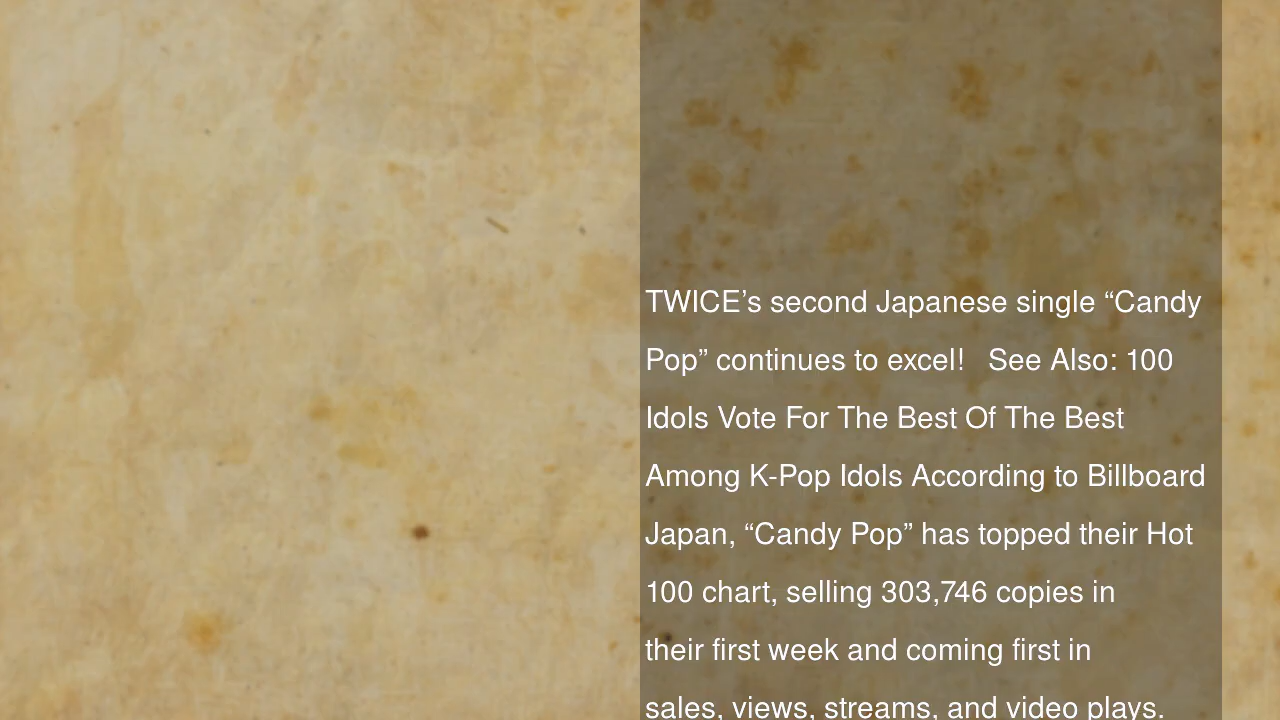 TWICE’s second Japanese single “Candy
Pop” continues to excel!   See Also: 100
Idols Vote For The Best Of The Best
Among K-Pop Idols According to Billboard
Japan, “Candy Pop” has topped their Hot
100 chart, selling 303,746 copies in
their first week and coming first in
sales, views, streams, and video plays.